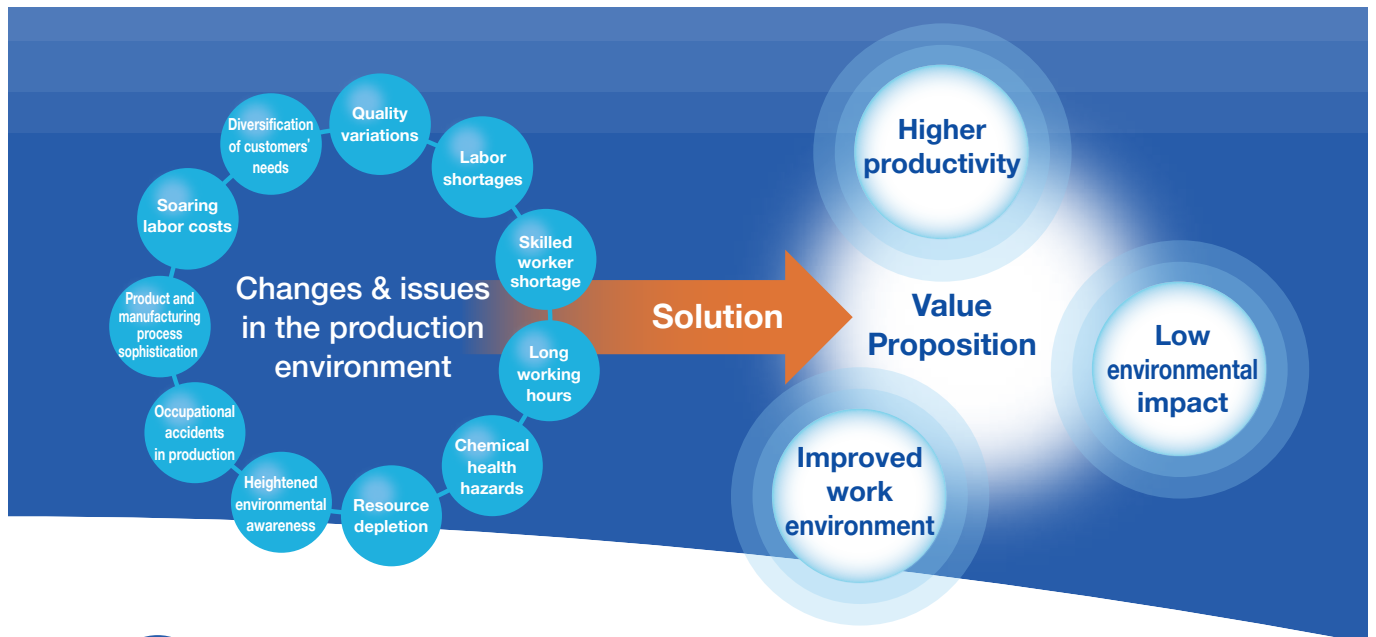 Quality
variations
Labor
shortages
Skilled
worker
shortage
Long
working
hours
Chemical
health
hazards
Resource
depletion
Heightened
environmental
awareness
Occupational
accidents
in production
Product and
manufacturing
process
sophistication
Soaring
labor costs
Diversification
of customers'
needs
Changes & issues
in the production
environment
Solution
Value
Proposition
Higher
productivity
Low
environmental
impact
Improved
work
environment